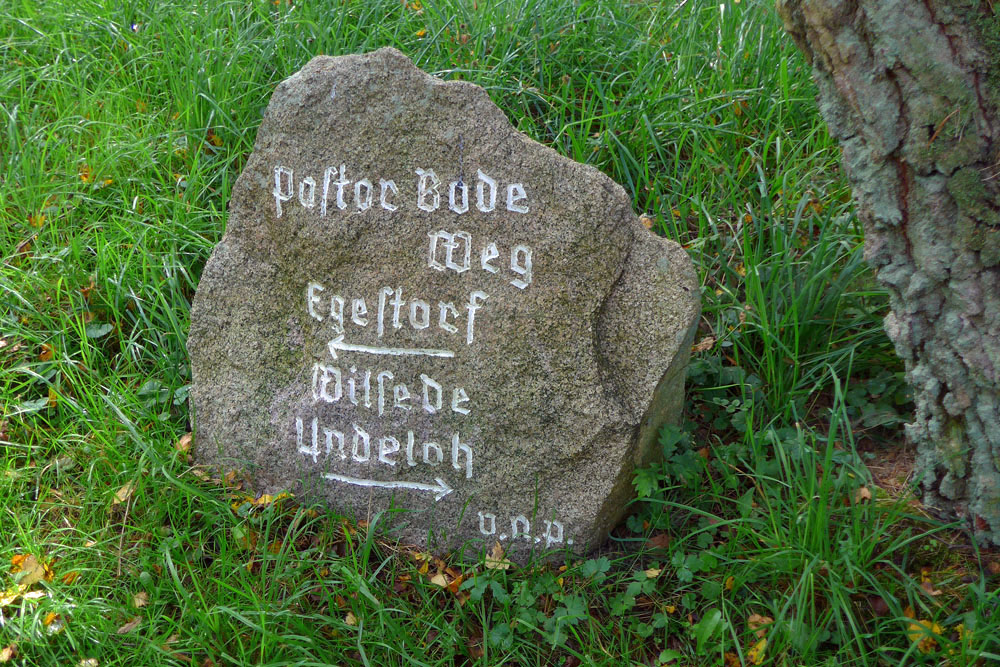 Paſtor Bode
Weg
Egeſtorf
←
Wilſede
Undeloh
→
v.n.p.